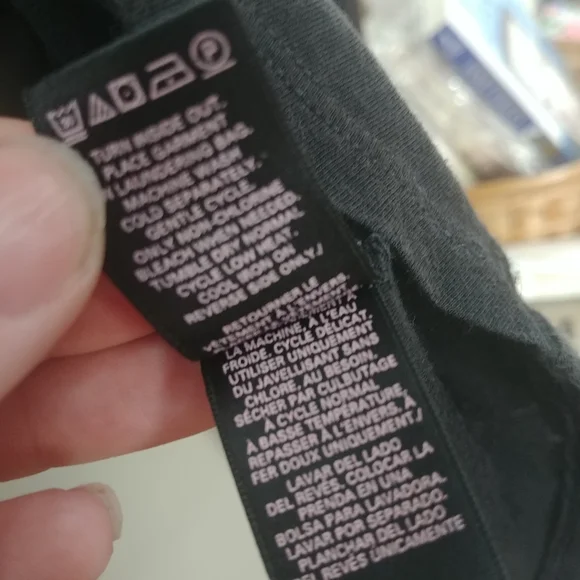 P
TURN INSIDE OUT.
PLACE GARMENT
LAUNDERING BAG.
MACHINE WASH
COLD SEPARATELY.
GENTLE CYCLE.
ONLY NON-CHLORINE
BLEACH WHEN NEEDED.
TUMBLE DRY NORMAL
CYCLE LOW HEAT.
COOL IRON ON
REVERSE SIDE ONLY./
RETOURNER LE
VÊTEMENT À L'ENVERS.
LA MACHINE, À L'EAU
FROIDE, CYCLE DÉLICAT.
UTILISER UNIQUEMENT
DU JAVELLISANT SANS
CHLORE, AU BESOIN.
SÉCHER PAR CULBUTAGE
À CYCLE NORMAL
À BASSE TEMPÉRATURE.
REPASSER À L'ENVERS, À
FER DOUX UNIQUEMENT./
LAVAR DEL LADO
DEL REVÉS. COLOCAR LA
PRENDA EN UNA
BOLSA PARA LAVADORA.
LAVAR POR SEPARADO.
PLANCHAR DEL LADO
DEL REVÉS ÚNICAMENTE